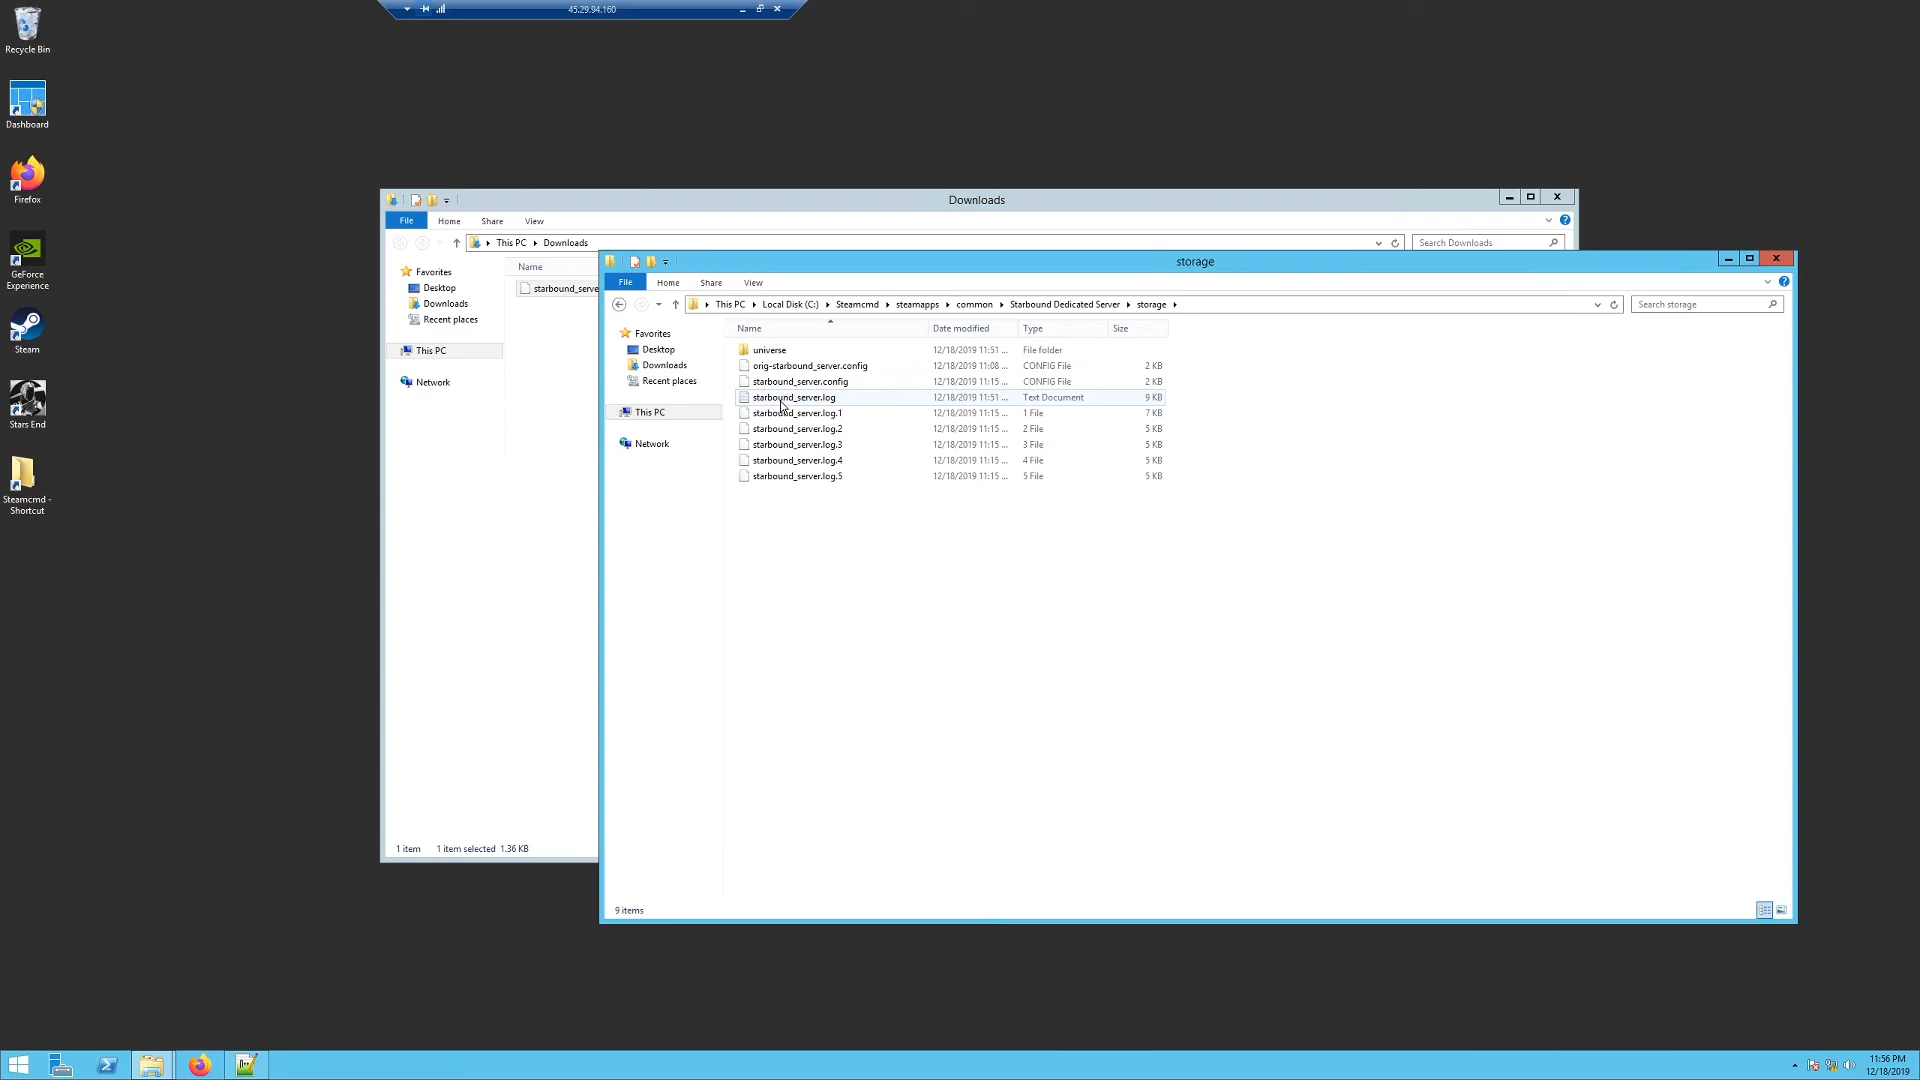 45.29.94.160
Recycle Bin
Dashboard
Firefox
GeForce
Experience
Steam
Stars End
Steamcmd -
Shortcut
Downloads
File Home Share View
This PC Downloads
Search Downloads
Name
Favorites
Desktop
Downloads
Recent places
This PC
Network
starbound_serve
1 item 1 item selected 1.36 KB
storage
File Home Share View
This PC Local Disk (C:) Steamcmd steamapps common Starbound Dedicated Server storage
Search storage
Favorites
Desktop
Downloads
Recent places
This PC
Network
Name Date modified Type Size
universe 12/18/2019 11:51 ... File folder
orig-starbound_server.config 12/18/2019 11:08 ... CONFIG File 2 KB
starbound_server.config 12/18/2019 11:15 ... CONFIG File 2 KB
starbound_server.log 12/18/2019 11:51 ... Text Document 9 KB
starbound_server.log.1 12/18/2019 11:15 ... 1 File 7 KB
starbound_server.log.2 12/18/2019 11:15 ... 2 File 5 KB
starbound_server.log.3 12/18/2019 11:15 ... 3 File 5 KB
starbound_server.log.4 12/18/2019 11:15 ... 4 File 5 KB
starbound_server.log.5 12/18/2019 11:15 ... 5 File 5 KB
9 items
11:56 PM
12/18/2019